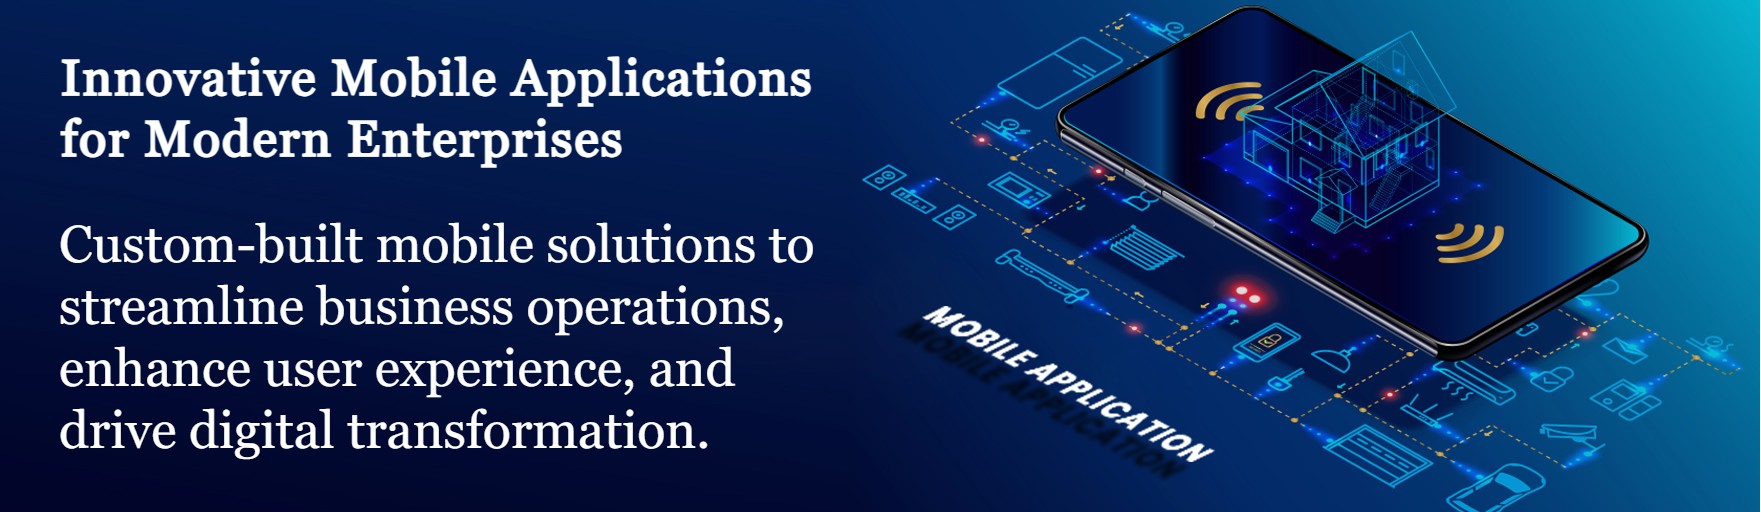 Innovative Mobile Applications
for Modern Enterprises
Custom-built mobile solutions to
streamline business operations,
enhance user experience, and
drive digital transformation.
MOBILE APPLICATION